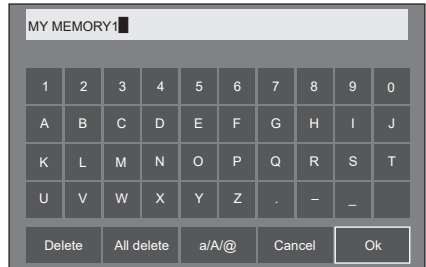 MY MEMORY1
1 2 3 4 5 6 7 8 9 0
A B C D E F G H I J
K L M N O P Q R S T
U V W X Y Z . – _
Delete All delete a/A/@ Cancel Ok